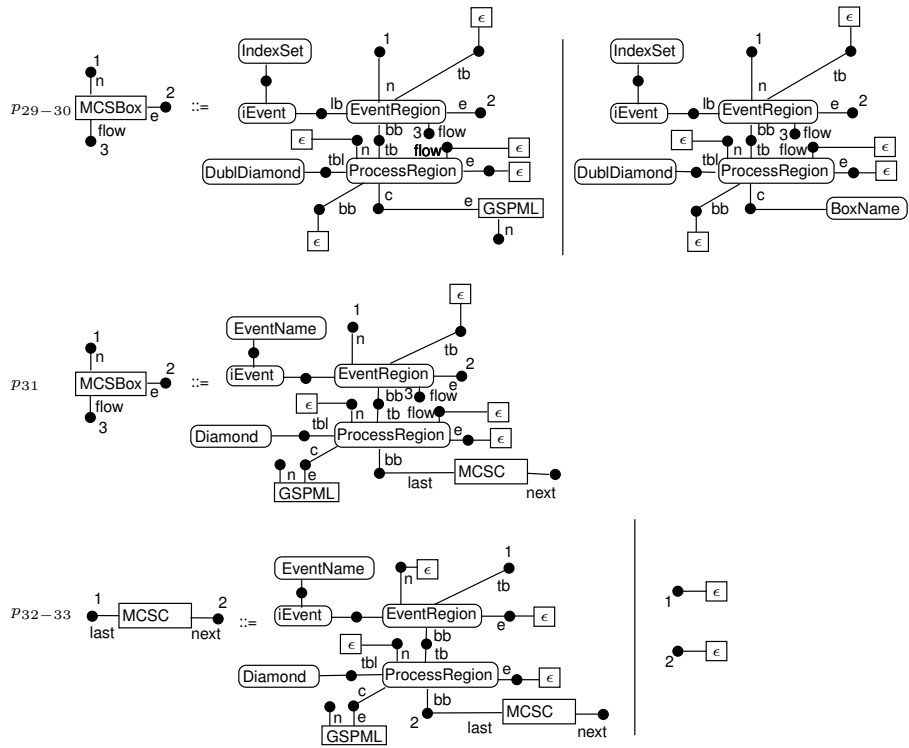 ϵ ϵ
1 1
IndexSet IndexSet
1
n tb n tb
p29−30 MCSBox 2 ::= iEvent lb EventRegion e 2 iEvent lb EventRegion e 2
e
flow bb 3 flow bb 3 flow
3 ϵ n tb flow ϵ ϵ n tb flow ϵ
DublDiamond tbl ProcessRegion e ϵ DublDiamond tbl ProcessRegion e ϵ
bb c e GSPML bb c BoxName
ϵ n ϵ
ϵ
1
EventName n
1 tb
n
p31 MCSBox 2 ::= iEvent EventRegion 2
e e
flow bb 3 flow
3 ϵ n tb flow ϵ
tbl
Diamond ProcessRegion e ϵ
c bb
n e last MCSC next
GSPML
EventName n ϵ 1
tb
p32−33 1 MCSC 2 ::= iEvent EventRegion e ϵ 1 ϵ
last next
bb
ϵ n tb 2 ϵ
tbl
Diamond ProcessRegion e ϵ
c bb
n e 2 last MCSC next
GSPML